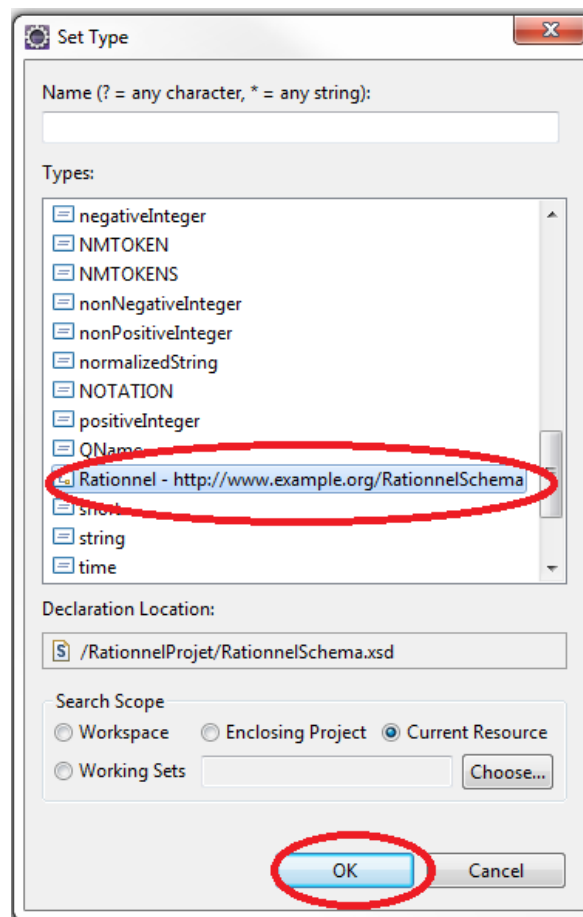 Set Type
Name (? = any character, * = any string):
Types:
negativeInteger
NMTOKEN
NMTOKENS
nonNegativeInteger
nonPositiveInteger
normalizedString
NOTATION
positiveInteger
QName
Rationnel - http://www.example.org/RationnelSchema
short
string
time
Declaration Location:
/RationnelProjet/RationnelSchema.xsd
Search Scope
Workspace Enclosing Project Current Resource
Working Sets Choose...
OK Cancel